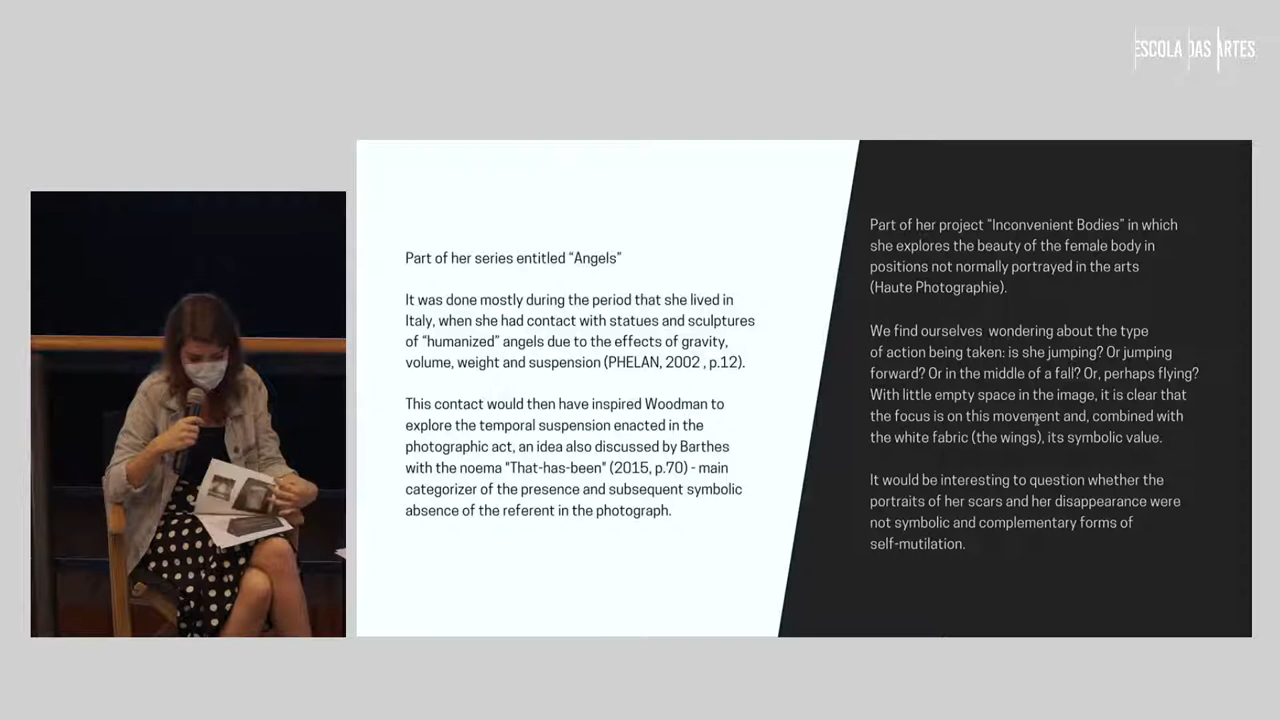 ESCOLA DAS ARTES
Part of her series entitled “Angels”
It was done mostly during the period that she lived in
Italy, when she had contact with statues and sculptures
of “humanized” angels due to the effects of gravity,
volume, weight and suspension (PHELAN, 2002 , p.12).
This contact would then have inspired Woodman to
explore the temporal suspension enacted in the
photographic act, an idea also discussed by Barthes
with the noema "That-has-been" (2015, p.70) - main
categorizer of the presence and subsequent symbolic
absence of the referent in the photograph.
Part of her project “Inconvenient Bodies” in which
she explores the beauty of the female body in
positions not normally portrayed in the arts
(Haute Photographie).
We find ourselves  wondering about the type
of action being taken: is she jumping? Or jumping
forward? Or in the middle of a fall? Or, perhaps flying?
With little empty space in the image, it is clear that
the focus is on this movement and, combined with
the white fabric (the wings), its symbolic value.
It would be interesting to question whether the
portraits of her scars and her disappearance were
not symbolic and complementary forms of
self-mutilation.